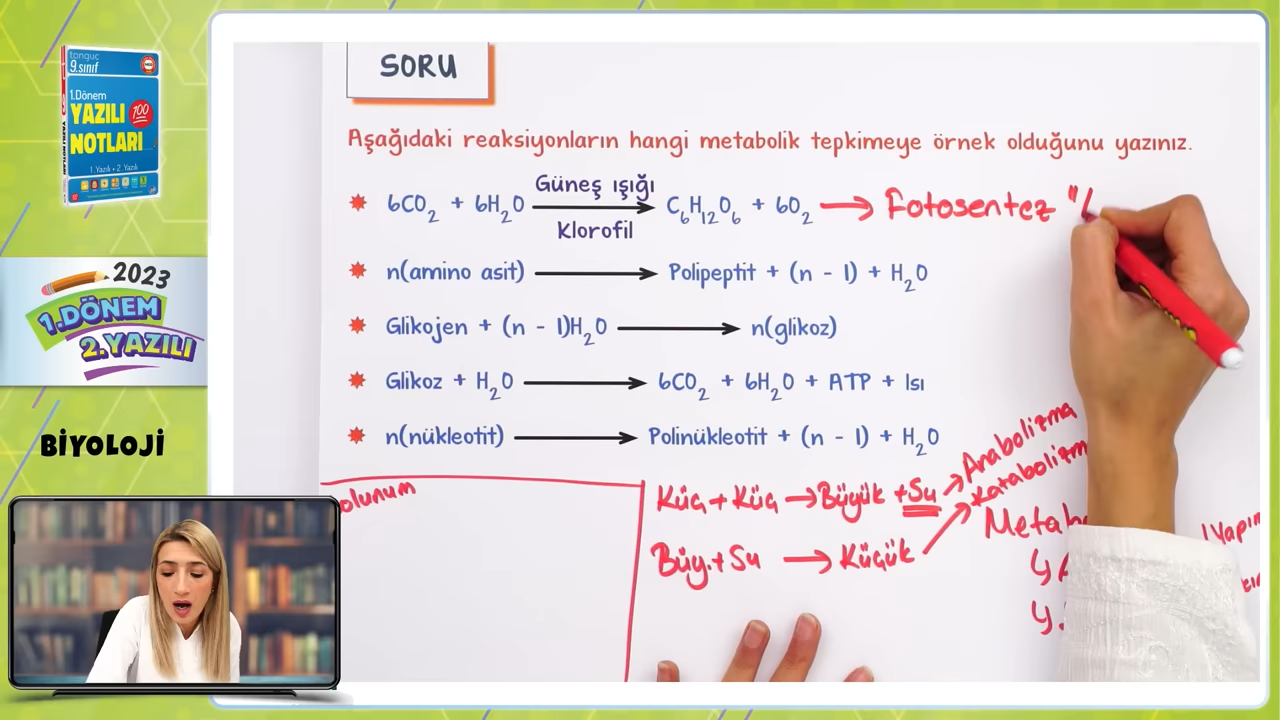 tonguç
9.sınıf
1.Dönem
YAZILI
100
NOTLARI
1.Yazılı + 2.Yazılı
2023
1.DÖNEM
2.YAZILI
BİYOLOJİ
SORU
Aşağıdaki reaksiyonların hangi metabolik tepkimeye örnek olduğunu yazınız.
6CO₂ + 6H₂O Güneş ışığı Klorofil → C₆H₁₂O₆ + 6O₂ → Fotosentez "
n(amino asit) → Polipeptit + (n - 1) + H₂O
Glikojen + (n - 1)H₂O → n(glikoz)
Glikoz + H₂O → 6CO₂ + 6H₂O + ATP + Isı
n(nükleotit) → Polinükleotit + (n - 1) + H₂O
olunum
Küç + Küç → Büyük + Su → Anabolizma
Büy. + Su → Küçük → Katabolizm
Metab
Yapım